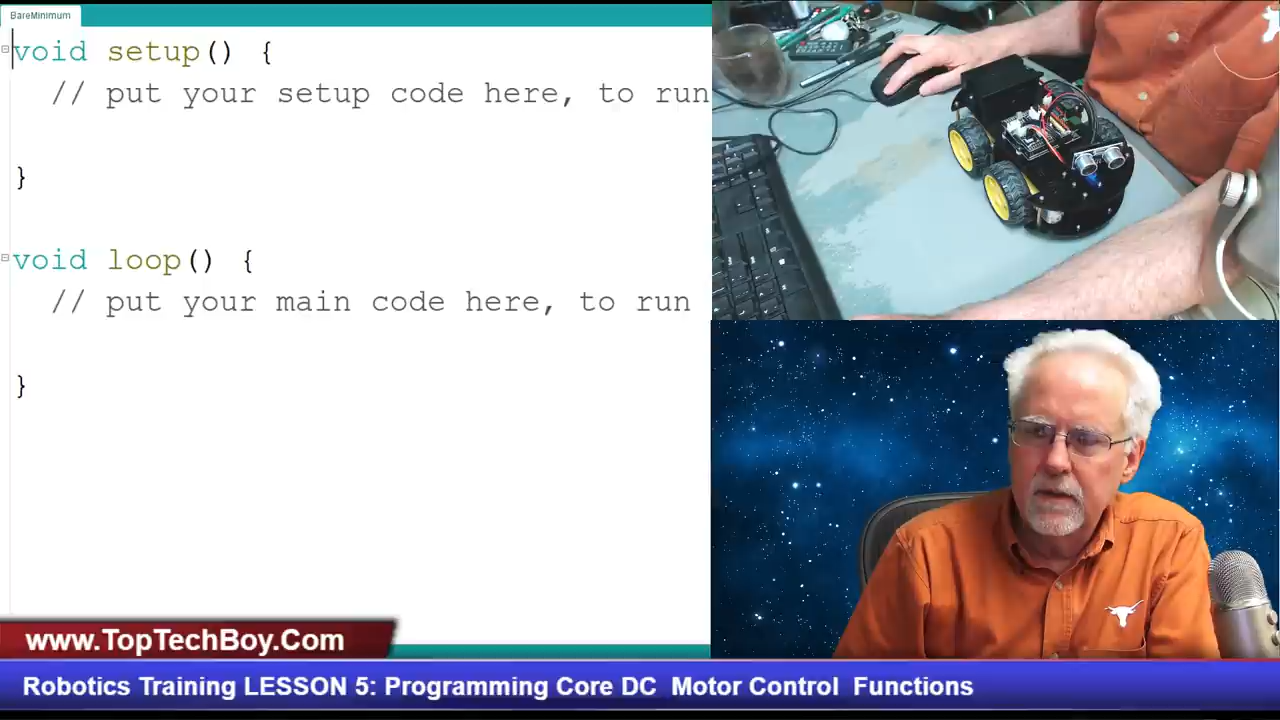 BareMinimum
void setup() {
// put your setup code here, to run
}
void loop() {
// put your main code here, to run
}
www.TopTechBoy.Com
Robotics Training LESSON 5: Programming Core DC Motor Control Functions